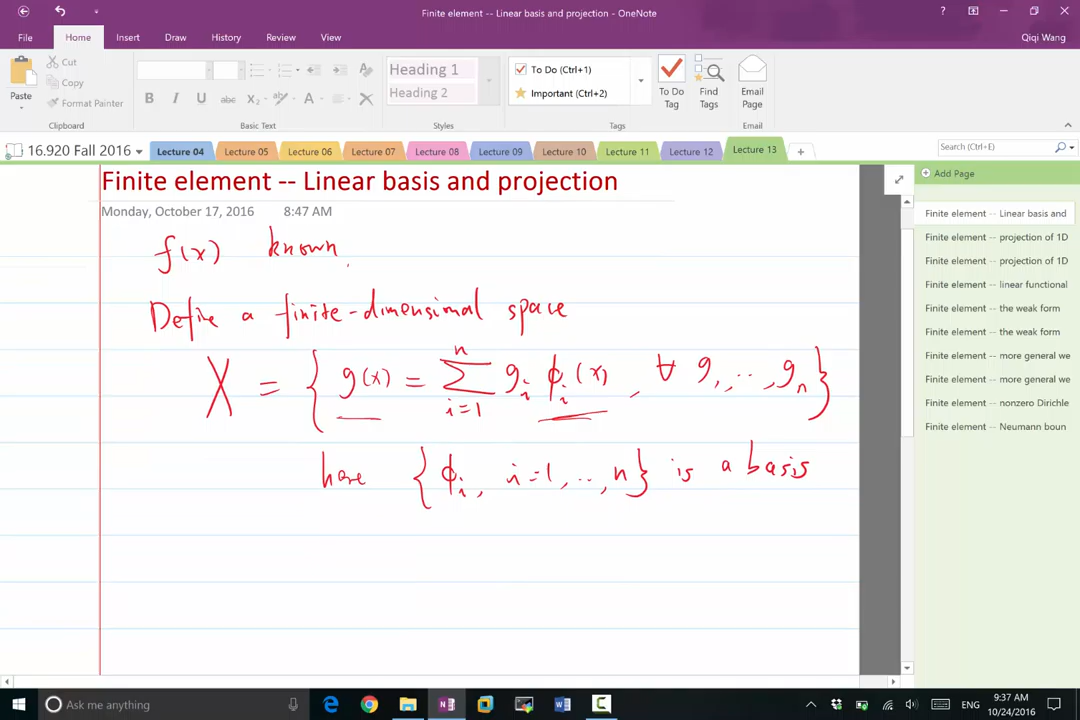 Finite element -- Linear basis and projection - OneNote
?
Qiqi Wang
File Home Insert Draw History Review View
Paste
Cut
Copy
Format Painter
Clipboard
B I U abc X₂ A
Basic Text
Heading 1
Heading 2
Styles
To Do (Ctrl+1)
Important (Ctrl+2)
To Do Tag
Find Tags
Tags
Email Page
Email
16.920 Fall 2016 Lecture 04 Lecture 05 Lecture 06 Lecture 07 Lecture 08 Lecture 09 Lecture 10 Lecture 11 Lecture 12 Lecture 13 +
Search (Ctrl+E)
Finite element -- Linear basis and projection
Monday, October 17, 2016 8:47 AM
f(x) known.
Define a finite-dimensional space
X = { g(x) = ∑_{i=1}^{n} g_i ϕ_i(x), ∀ g_1, ..., g_n }
here { ϕ_i, i=1, .., n } is a basis
Add Page
Finite element -- Linear basis and
Finite element -- projection of 1D
Finite element -- projection of 1D
Finite element -- linear functional
Finite element -- the weak form
Finite element -- the weak form
Finite element -- more general we
Finite element -- more general we
Finite element -- nonzero Dirichle
Finite element -- Neumann boun
Ask me anything
ENG
9:37 AM
10/24/2016